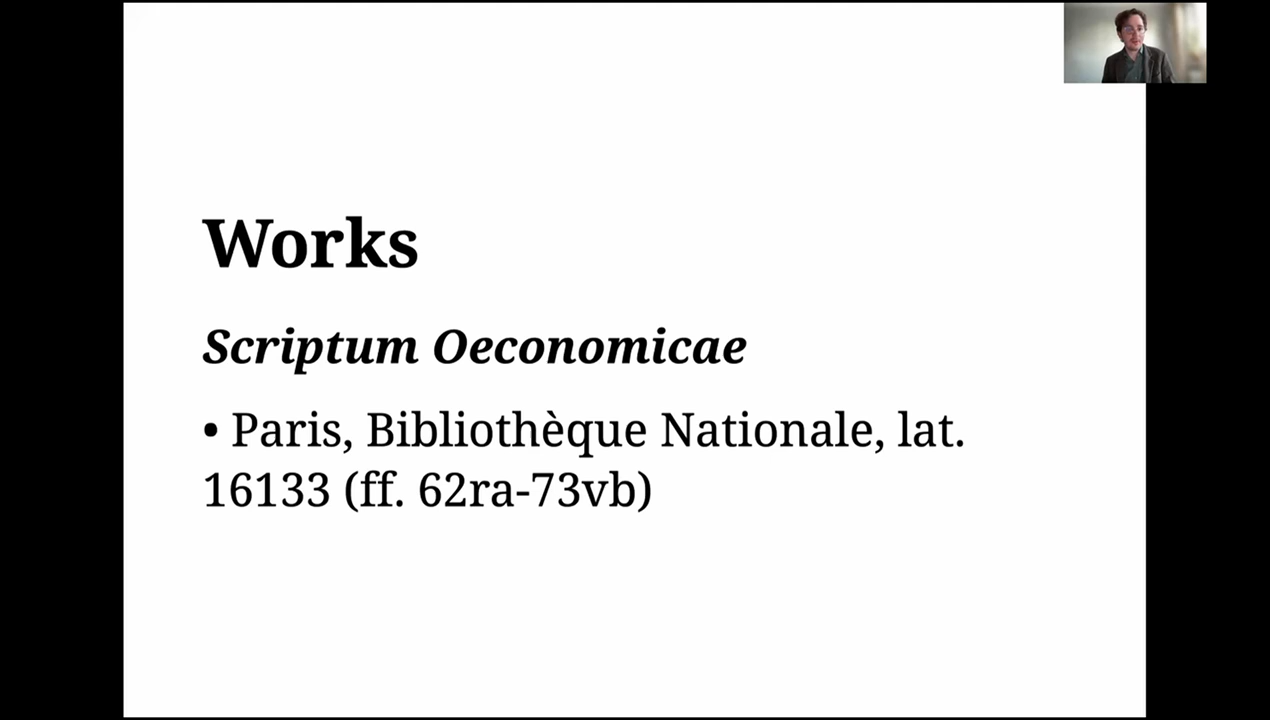 Works
Scriptum Oeconomicae
• Paris, Bibliothèque Nationale, lat.
16133 (ff. 62ra-73vb)